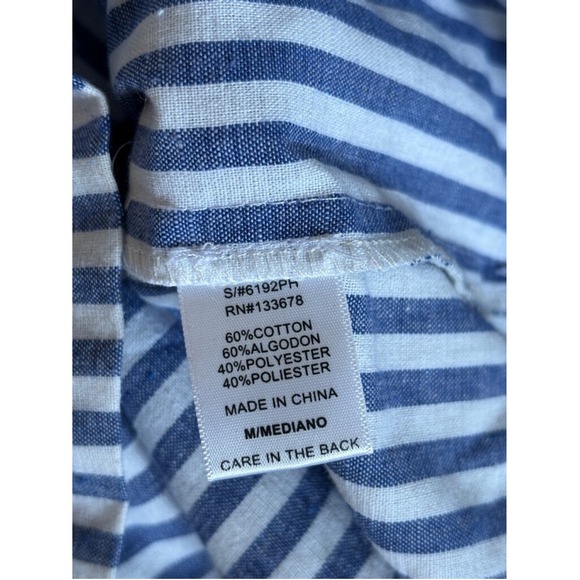 S/#6192PH
RN#133678
60%COTTON
60%ALGODON
40%POLYESTER
40%POLIESTER
MADE IN CHINA
M/MEDIANO
CARE IN THE BACK